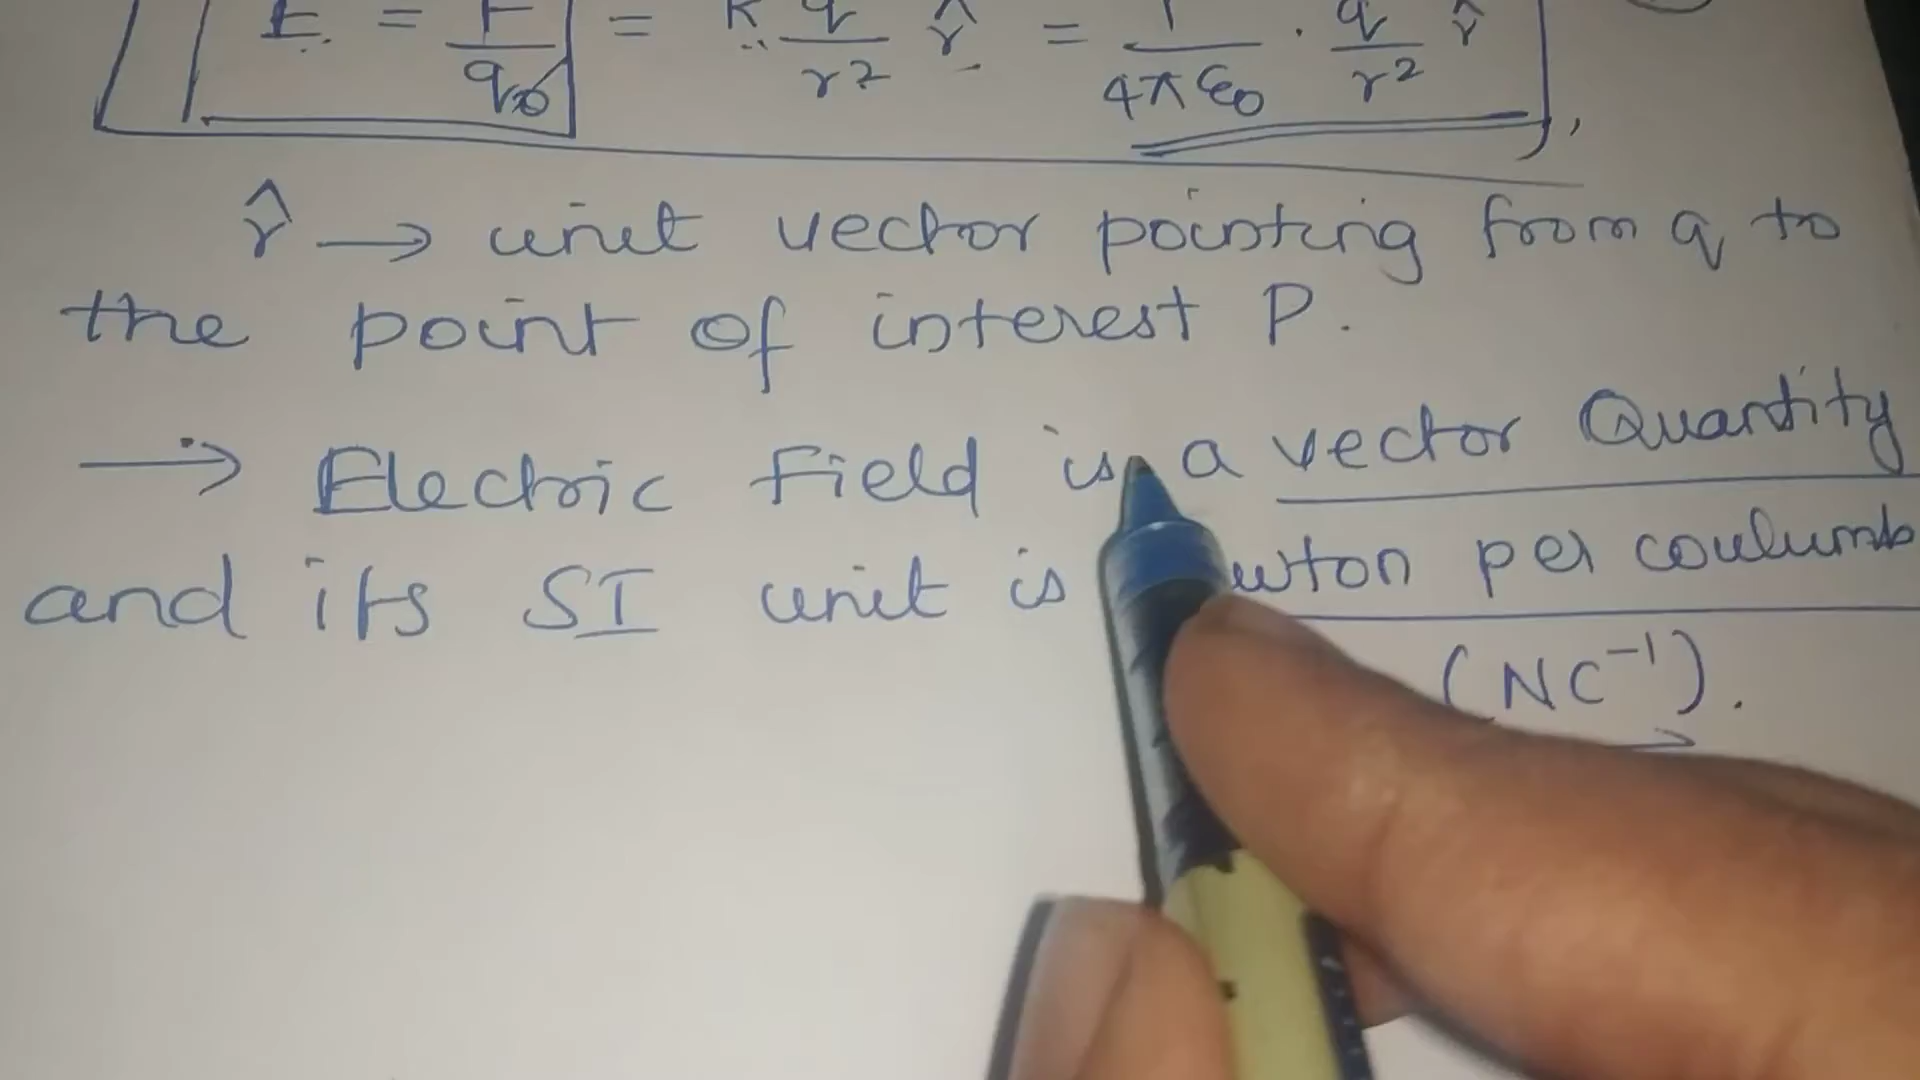 E = F/q₀ = K q/r² r̂ = 1/4πε₀ · q/r² r̂
r̂ → unit vector pointing from q to
the point of interest P.
→ Electric Field is a vector Quantity
and its SI unit is wton per coulumb
(NC⁻¹).